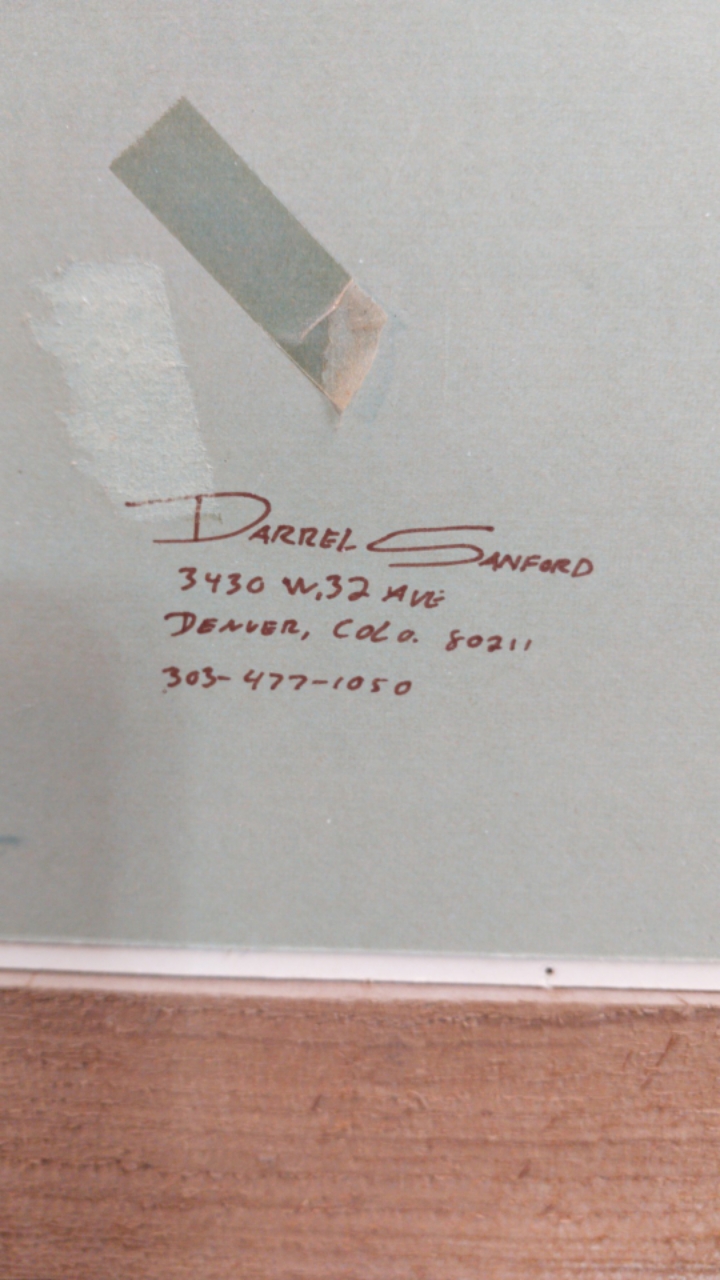 DARREL SANFORD
3430 W. 32 AVE
DENVER, COLO. 80211
303-477-1050